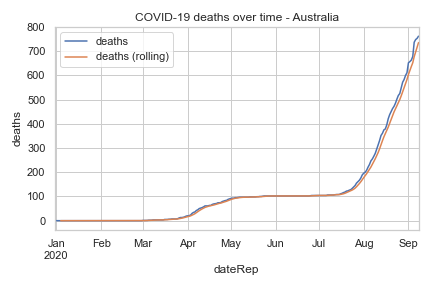 COVID-19 deaths over time - Australia
deaths
deaths (rolling)
800
700
600
500
400
300
200
100
0
deaths
Jan Feb Mar Apr May Jun Jul Aug Sep
2020
dateRep